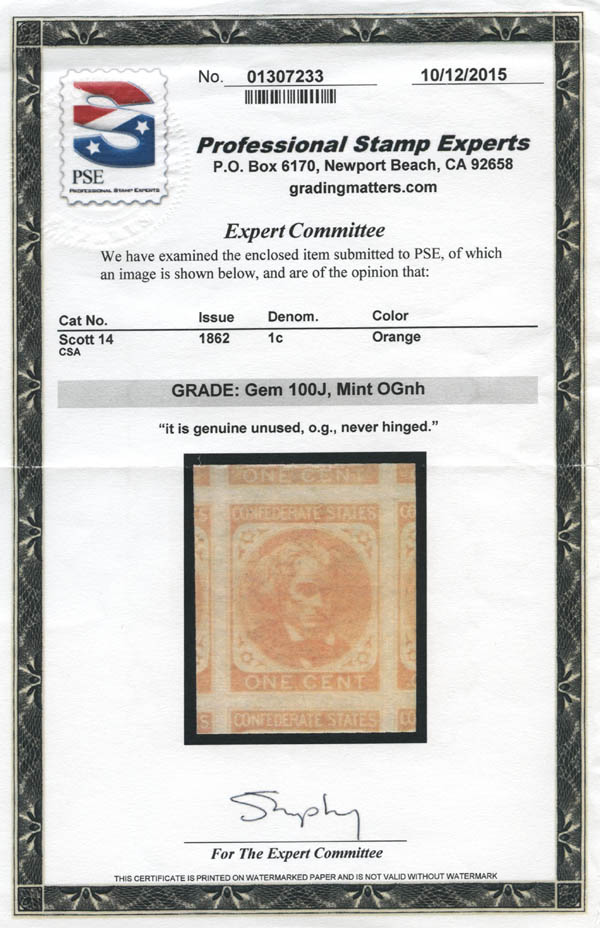 No. 01307233 10/12/2015
PSE
PROFESSIONAL STAMP EXPERTS
Professional Stamp Experts
P.O. Box 6170, Newport Beach, CA 92658
gradingmatters.com
Expert Committee
We have examined the enclosed item submitted to PSE, of which
an image is shown below, and are of the opinion that:
Cat No. Issue Denom. Color
Scott 14 1862 1c Orange
CSA
GRADE: Gem 100J, Mint OGnh
“it is genuine unused, o.g., never hinged.”
ONE CENT
ES CONFEDERATE STATES CO
ONE CENT
S CONFEDERATE STATES CO
For The Expert Committee
THIS CERTIFICATE IS PRINTED ON WATERMARKED PAPER AND IS NOT VALID WITHOUT WATERMARK